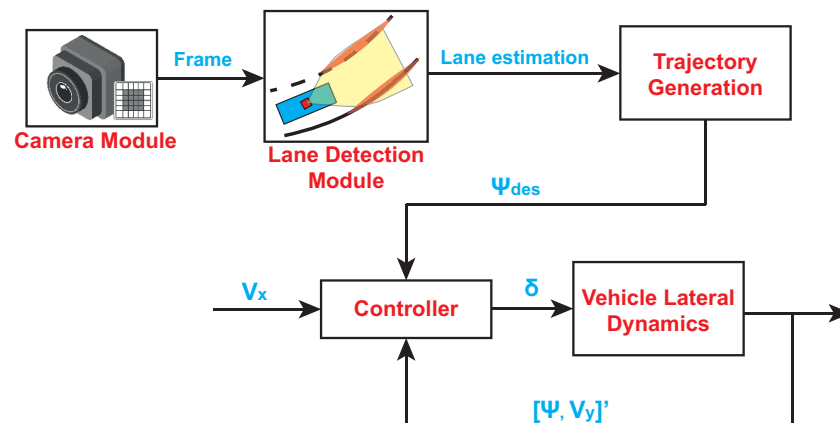 Frame
Lane estimation
Trajectory
Generation
Camera Module
Lane Detection
Module
Ψdes
Vx
Controller
δ
Vehicle Lateral
Dynamics
[Ψ, Vy]’